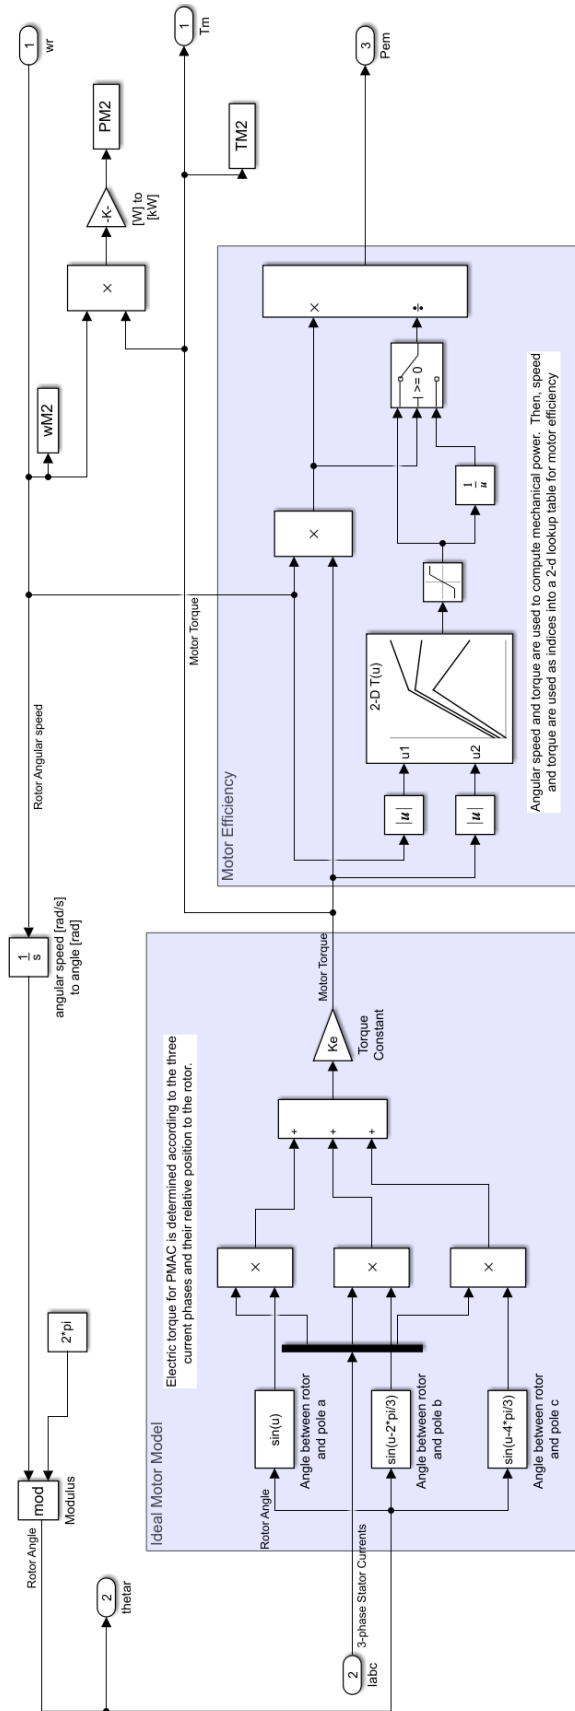 1
wr
Rotor Angular speed
1
s
angular speed [rad/s]
to angle [rad]
2*pi
mod
Modulus
Rotor Angle
2
thetar
wM2
×
-K-
[W] to
[kW]
PM2
1
Tm
TM2
Motor Torque
3
Pem
Ideal Motor Model
Electric torque for PMAC is determined according to the three
current phases and their relative position to the rotor.
Rotor Angle
sin(u)
Angle between rotor
and pole a
sin(u-2*pi/3)
Angle between rotor
and pole b
sin(u-4*pi/3)
Angle between rotor
and pole c
2
Iabc
3-phase Stator Currents
×
×
×
+
+
+
Ke
Torque
Constant
Motor Torque
Motor Efficiency
|u|
|u|
2-D T(u)
u1
u2
×
1
u
>= 0
×
÷
Angular speed and torque are used to compute mechanical power. Then, speed
and torque are used as indices into a 2-d lookup table for motor efficiency